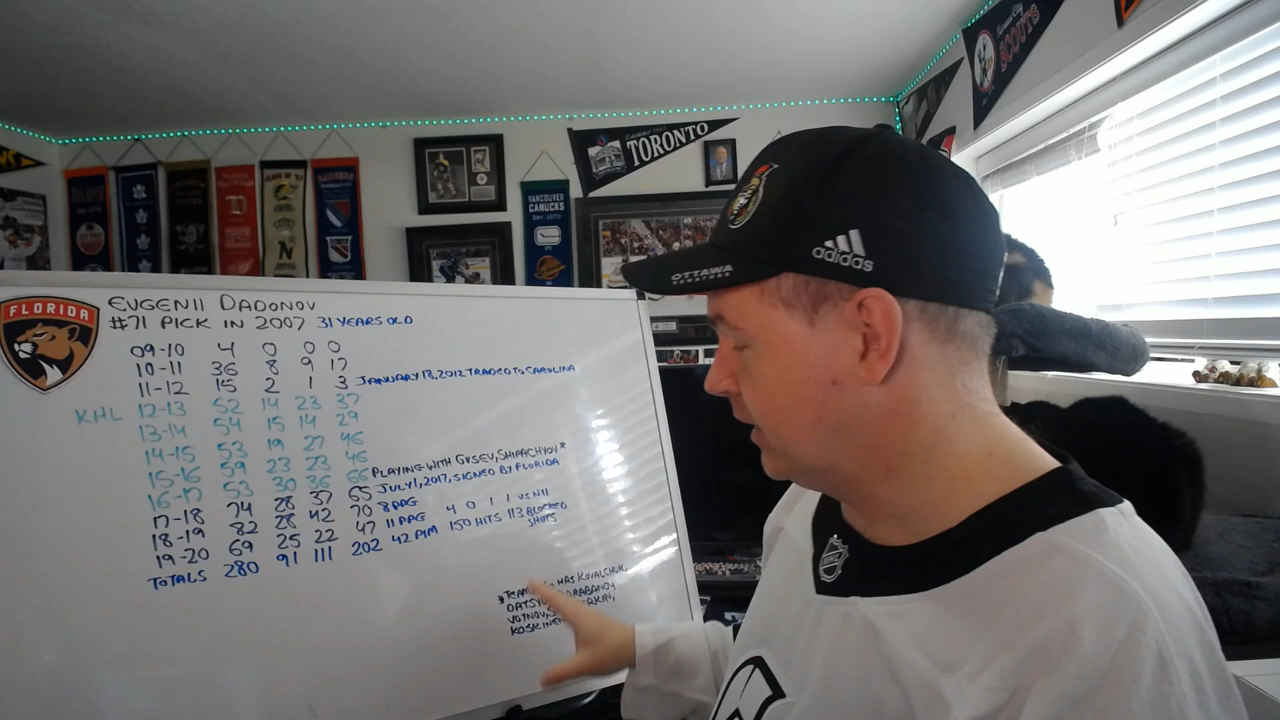 TORONTO
VANCOUVER
CANUCKS
SCOUTS
adidas
OTTAWA
SENATORS
FLORIDA
EVGENII DADONOV
#71 PICK IN 2007 31 YEARS OLD
09-10 4 0 0 0
10-11 36 8 9 17
11-12 15 2 1 3 JANUARY 18, 2012 TRADED TO CAROLINA
KHL 12-13 52 14 23 37
13-14 54 15 14 29
14-15 53 19 27 46
15-16 59 23 23 46
16-17 53 30 36 66 PLAYING WITH GUSEV, SHIPACHYOV*
17-18 74 28 37 65 JULY 1, 2017, SIGNED BY FLORIDA
18-19 82 28 42 70 8 PPG
19-20 69 25 22 47 11 PPG 4 0 1 1 VS NYI
TOTALS 280 91 111 202 42 PIM 150 HITS 113 BLOCKED
SHOTS
HAS KOVALCHUK,
VOYNOV,